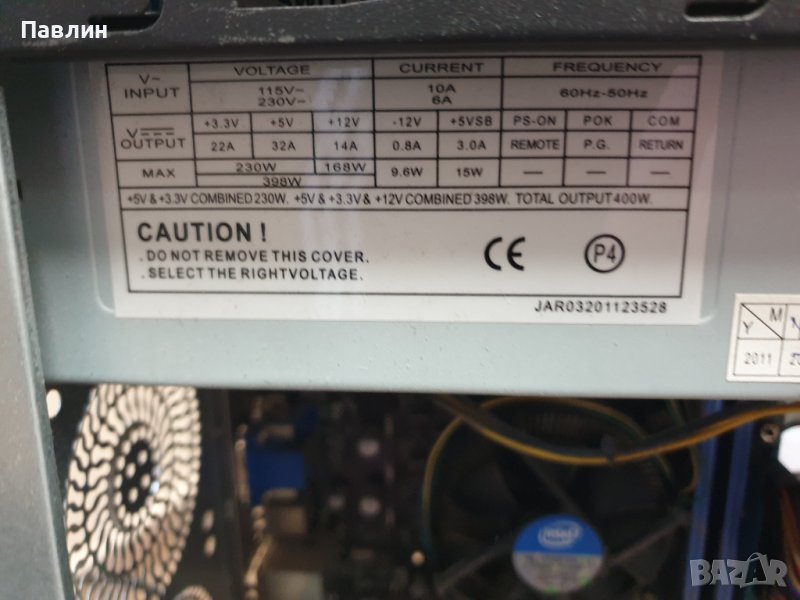 Павлин
V~ INPUT VOLTAGE CURRENT FREQUENCY
115V~ 10A 60Hz-50Hz
230V~ 6A
V OUTPUT +3.3V +5V +12V -12V +5VSB PS-ON POK COM
22A 32A 14A 0.8A 3.0A REMOTE P.G. RETURN
MAX 230W 168W 9.6W 15W — — —
398W
+5V & +3.3V COMBINED 230W. +5V & +3.3V & +12V COMBINED 398W. TOTAL OUTPUT 400W.
CAUTION !
. DO NOT REMOVE THIS COVER.
. SELECT THE RIGHTVOLTAGE.
CE P4
JAR03201123528
Y M
2011
intel
BAZAR